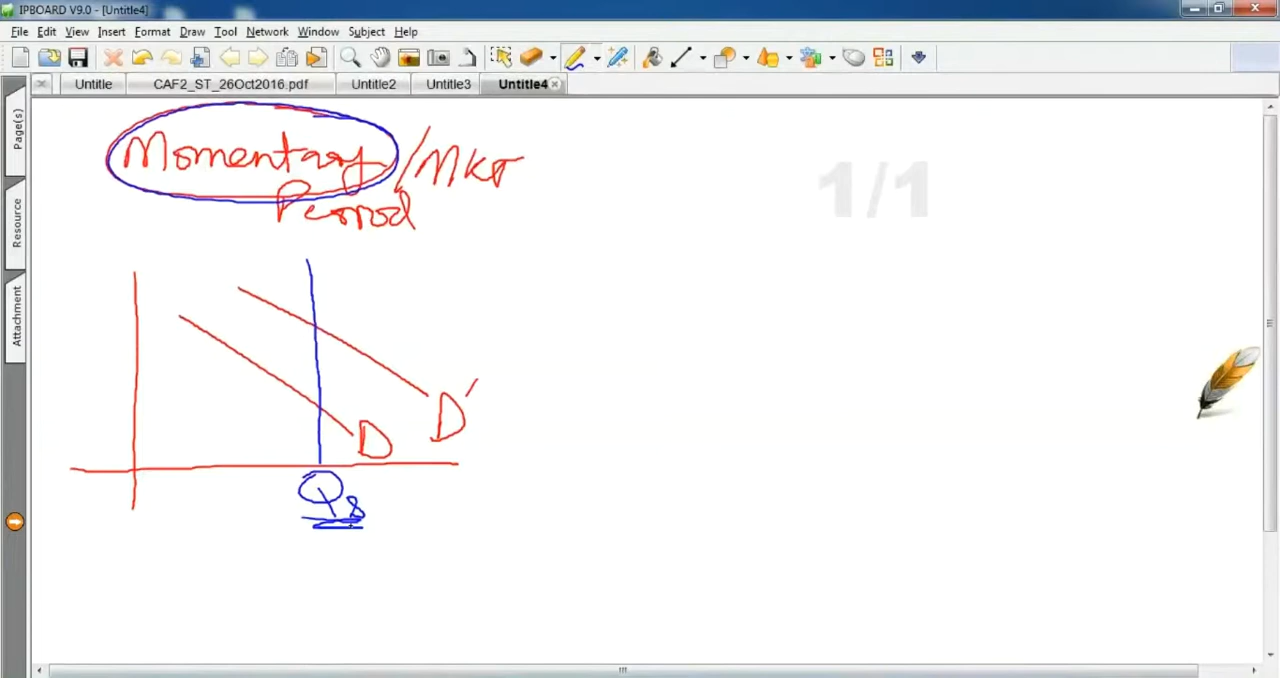 IPBOARD V9.0 - [Untitle4]
File Edit View Insert Format Draw Tool Network Window Subject Help
Untitle CAF2_ST_26Oct2016.pdf Untitle2 Untitle3 Untitle4
Page(s)
Resource
Attachment
1/1
Momentary / MKT
Period
D'
D
Qs